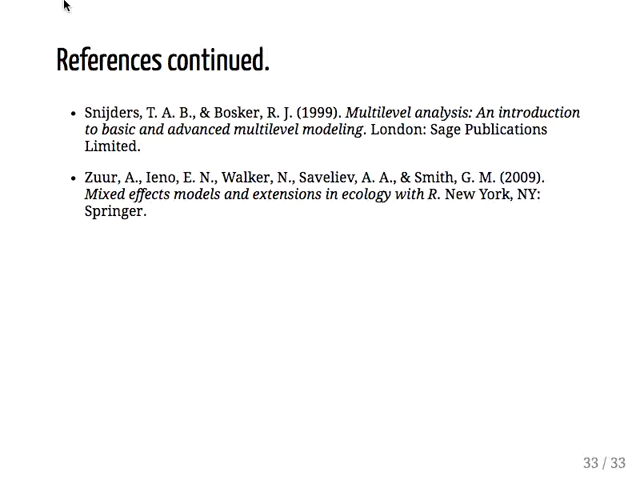 References continued.
• Snijders, T. A. B., & Bosker, R. J. (1999). Multilevel analysis: An introduction
to basic and advanced multilevel modeling. London: Sage Publications
Limited.
• Zuur, A., Ieno, E. N., Walker, N., Saveliev, A. A., & Smith, G. M. (2009).
Mixed effects models and extensions in ecology with R. New York, NY:
Springer.
33 / 33